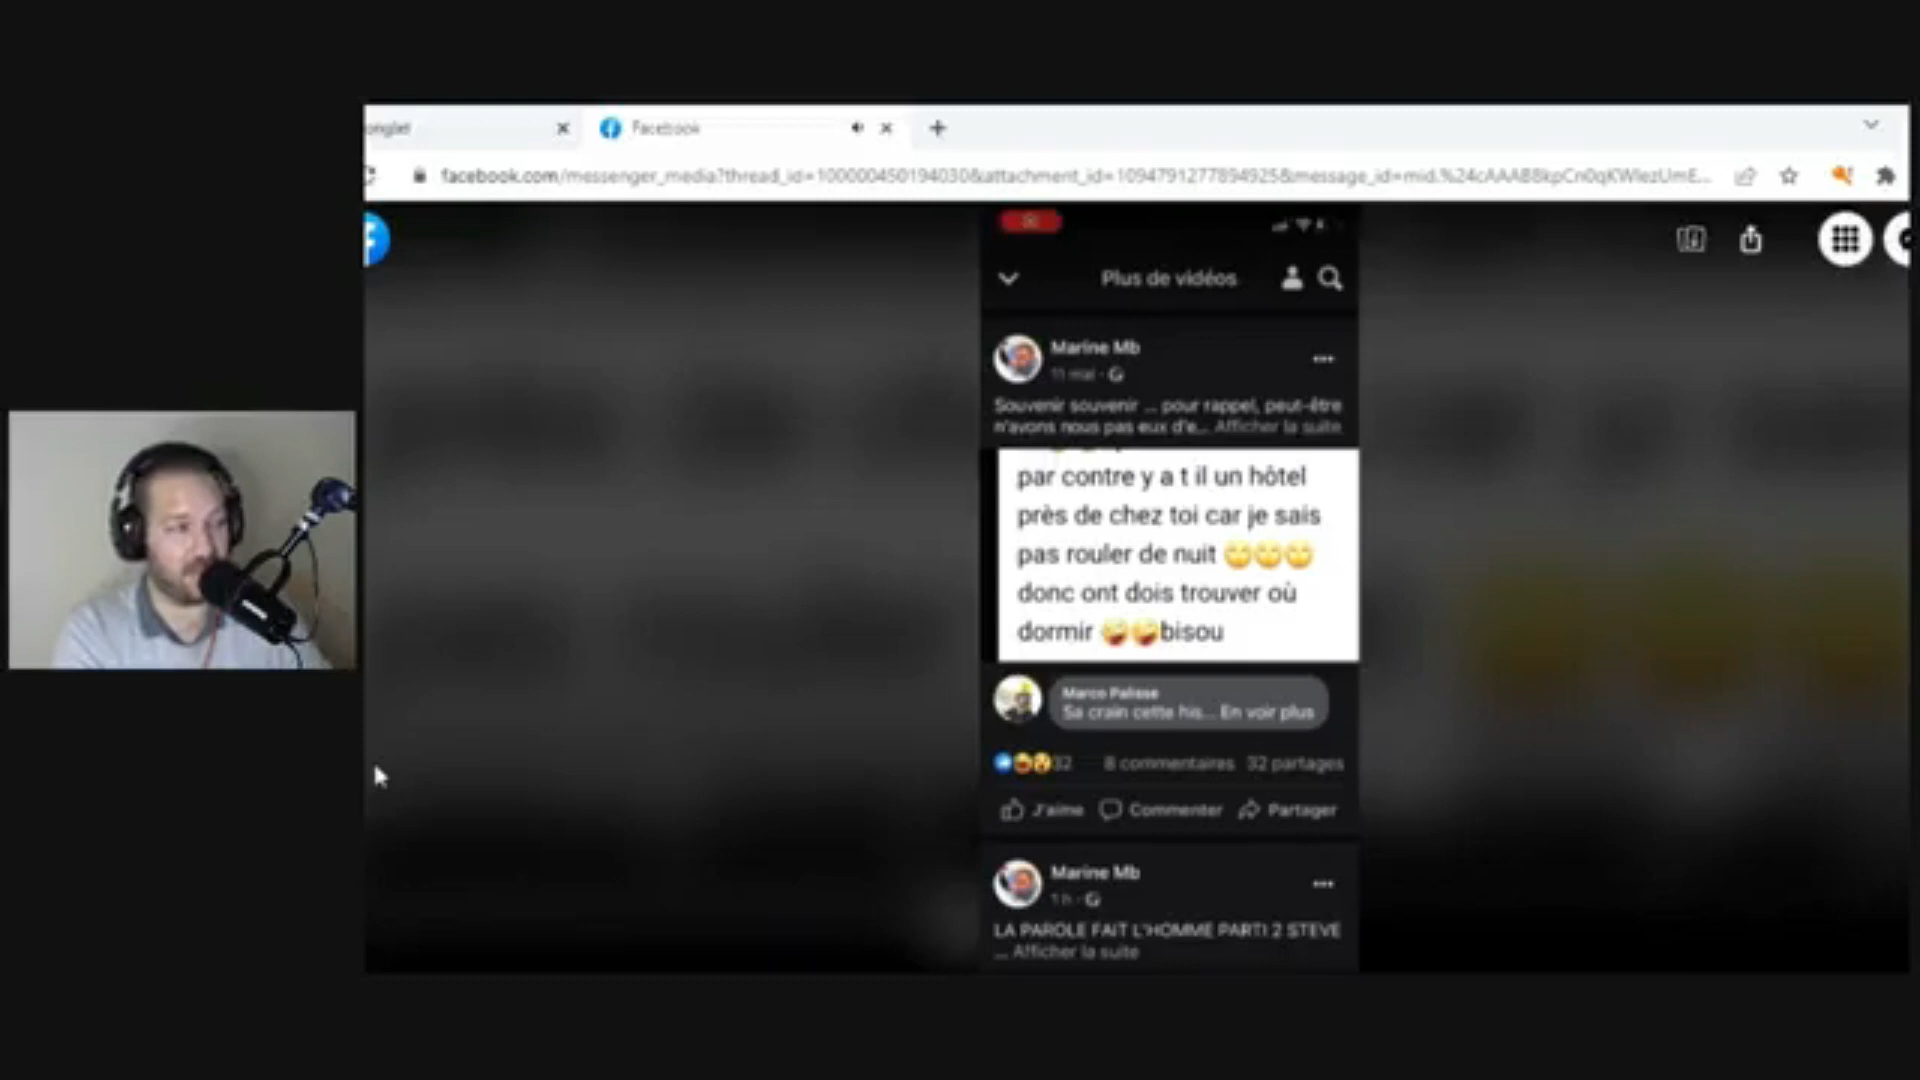 onglet
Facebook
facebook.com/messenger_media?thread_id=100000450194030&attachment_id=1094791277894925&message_id=mid.%24cAAAB8kpCn0qKWlezUmE...
Plus de vidéos
Marine Mb
11 mai
Souvenir souvenir ... pour rappel, peut-être
n'avons nous pas eux d'e... Afficher la suite
par contre y a t il un hôtel
près de chez toi car je sais
pas rouler de nuit 🙄🙄🙄
donc ont dois trouver où
dormir 🤪🤪bisou
Marco Palisse
Sa crain cette his... En voir plus
32 8 commentaires 32 partages
J'aime Commenter Partager
Marine Mb
1 h
LA PAROLE FAIT L'HOMME PARTI 2 STEVE
... Afficher la suite